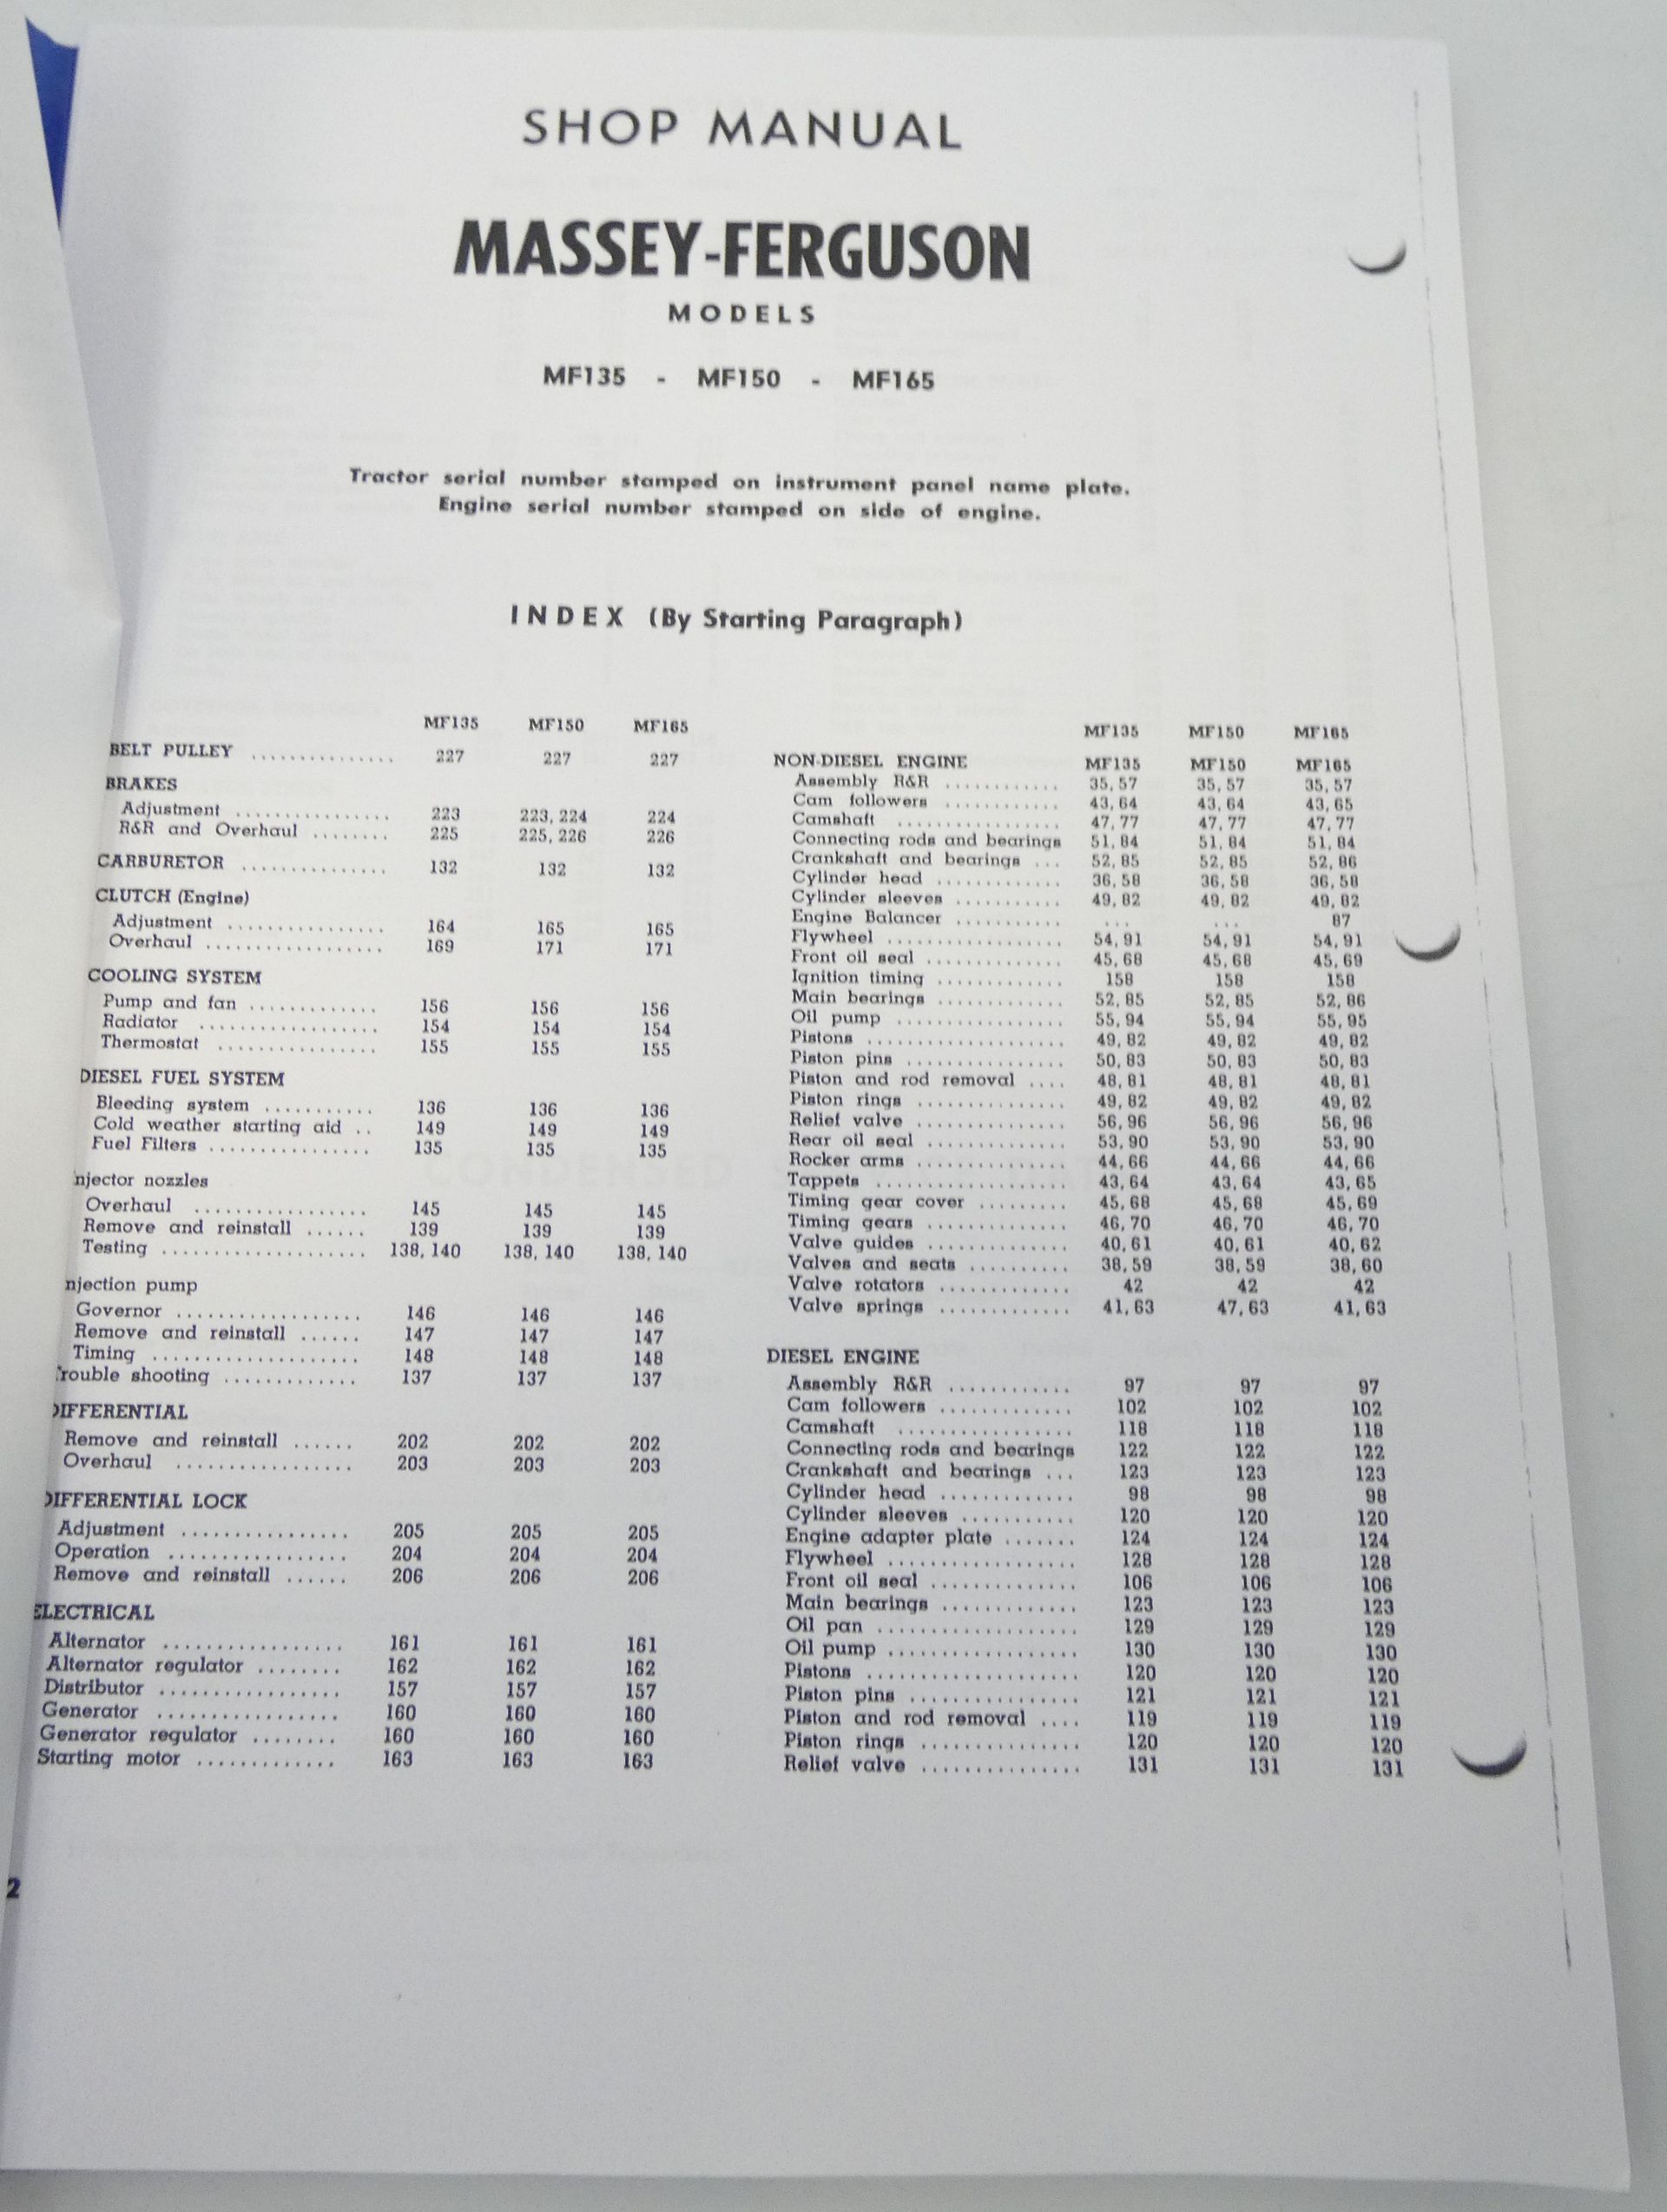 SHOP MANUAL
MASSEY-FERGUSON
MODELS
MF135 - MF150 - MF165
Tractor serial number stamped on instrument panel name plate.
Engine serial number stamped on side of engine.
INDEX (By Starting Paragraph)
MF135 MF150 MF165
BELT PULLEY ............... 227 227 227
BRAKES
Adjustment ................ 223 223, 224 224
R&R and Overhaul ........ 225 225, 226 226
CARBURETOR ............... 132 132 132
CLUTCH (Engine)
Adjustment ................ 164 165 165
Overhaul .................. 169 171 171
COOLING SYSTEM
Pump and fan ............. 156 156 156
Radiator .................. 154 154 154
Thermostat ................ 155 155 155
DIESEL FUEL SYSTEM
Bleeding system ........... 136 136 136
Cold weather starting aid .. 149 149 149
Fuel Filters ................ 135 135 135
njector nozzles
Overhaul ................. 145 145 145
Remove and reinstall ...... 139 139 139
Testing .................... 138, 140 138, 140 138, 140
njection pump
Governor .................. 146 146 146
Remove and reinstall ...... 147 147 147
Timing .................... 148 148 148
rouble shooting ............. 137 137 137
DIFFERENTIAL
Remove and reinstall ...... 202 202 202
Overhaul ................. 203 203 203
DIFFERENTIAL LOCK
Adjustment ................ 205 205 205
Operation ................. 204 204 204
Remove and reinstall ...... 206 206 206
ELECTRICAL
Alternator ................. 161 161 161
Alternator regulator ........ 162 162 162
Distributor ................. 157 157 157
Generator ................. 160 160 160
Generator regulator ........ 160 160 160
Starting motor ............. 163 163 163
2
MF135 MF150 MF165
NON-DIESEL ENGINE MF135 MF150 MF165
Assembly R&R ............ 35, 57 35, 57 35, 57
Cam followers ............ 43, 64 43, 64 43, 65
Camshaft ................. 47, 77 47, 77 47, 77
Connecting rods and bearings 51, 84 51, 84 51, 84
Crankshaft and bearings ... 52, 85 52, 85 52, 86
Cylinder head ............. 36, 58 36, 58 36, 58
Cylinder sleeves ........... 49, 82 49, 82 49, 82
Engine Balancer ........... ... ... 87
Flywheel .................. 54, 91 54, 91 54, 91
Front oil seal .............. 45, 68 45, 68 45, 69
Ignition timing ............. 158 158 158
Main bearings ............. 52, 85 52, 85 52, 86
Oil pump ................. 55, 94 55, 94 55, 95
Pistons .................... 49, 82 49, 82 49, 82
Piston pins ................ 50, 83 50, 83 50, 83
Piston and rod removal .... 48, 81 48, 81 48, 81
Piston rings ............... 49, 82 49, 82 49, 82
Relief valve ............... 56, 96 56, 96 56, 96
Rear oil seal .............. 53, 90 53, 90 53, 90
Rocker arms ............... 44, 66 44, 66 44, 66
Tappets ................... 43, 64 43, 64 43, 65
Timing gear cover ......... 45, 68 45, 68 45, 69
Timing gears .............. 46, 70 46, 70 46, 70
Valve guides .............. 40, 61 40, 61 40, 62
Valves and seats .......... 38, 59 38, 59 38, 60
Valve rotators ............. 42 42 42
Valve springs ............. 41, 63 47, 63 41, 63
DIESEL ENGINE
Assembly R&R ............ 97 97 97
Cam followers ............. 102 102 102
Camshaft ................. 118 118 118
Connecting rods and bearings 122 122 122
Crankshaft and bearings ... 123 123 123
Cylinder head ............. 98 98 98
Cylinder sleeves ........... 120 120 120
Engine adapter plate ....... 124 124 124
Flywheel .................. 128 128 128
Front oil seal .............. 106 106 106
Main bearings ............. 123 123 123
Oil pan ................... 129 129 129
Oil pump .................. 130 130 130
Pistons .................... 120 120 120
Piston pins ................ 121 121 121
Piston and rod removal .... 119 119 119
Piston rings ............... 120 120 120
Relief valve ............... 131 131 131